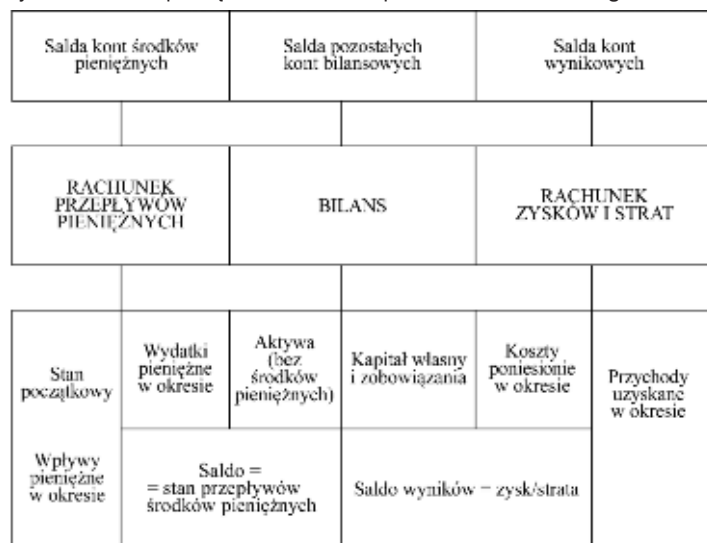 Salda kont środków
pieniężnych
Salda pozostałych
kont bilansowych
Salda kont
wynikowych
RACHUNEK
PRZEPŁYWÓW
PIENIĘŻNYCH
BILANS
RACHUNEK
ZYSKÓW I STRAT
Stan
początkowy
Wpływy
pieniężne
w okresie
Wydatki
pieniężne
w okresie
Aktywa
(bez
środków
pieniężnych)
Kapitał własny
i zobowiązania
Koszty
poniesionie
w okresie
Przychody
uzyskane
w okresie
Saldo =
= stan przepływów
środków pieniężnych
Saldo wyników = zysk/strata